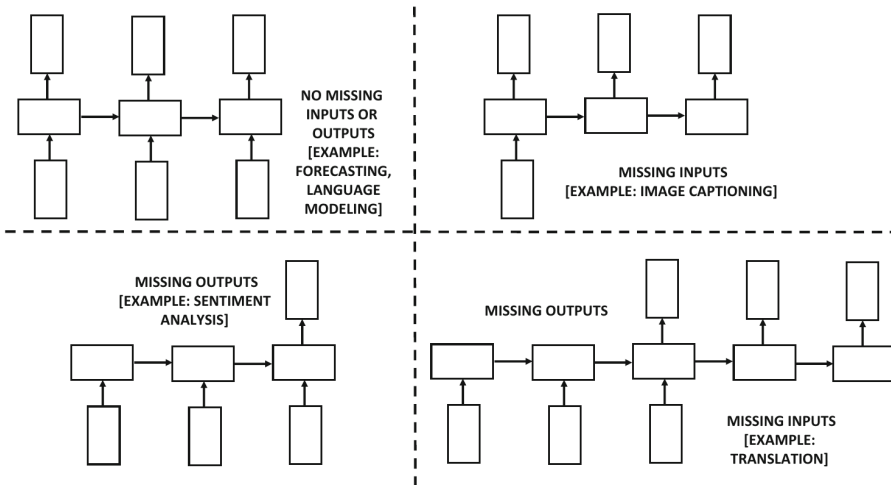 NO MISSING
INPUTS OR
OUTPUTS
[EXAMPLE:
FORECASTING,
LANGUAGE
MODELING]
MISSING INPUTS
[EXAMPLE: IMAGE CAPTIONING]
MISSING OUTPUTS
[EXAMPLE: SENTIMENT
ANALYSIS]
MISSING OUTPUTS
MISSING INPUTS
[EXAMPLE:
TRANSLATION]